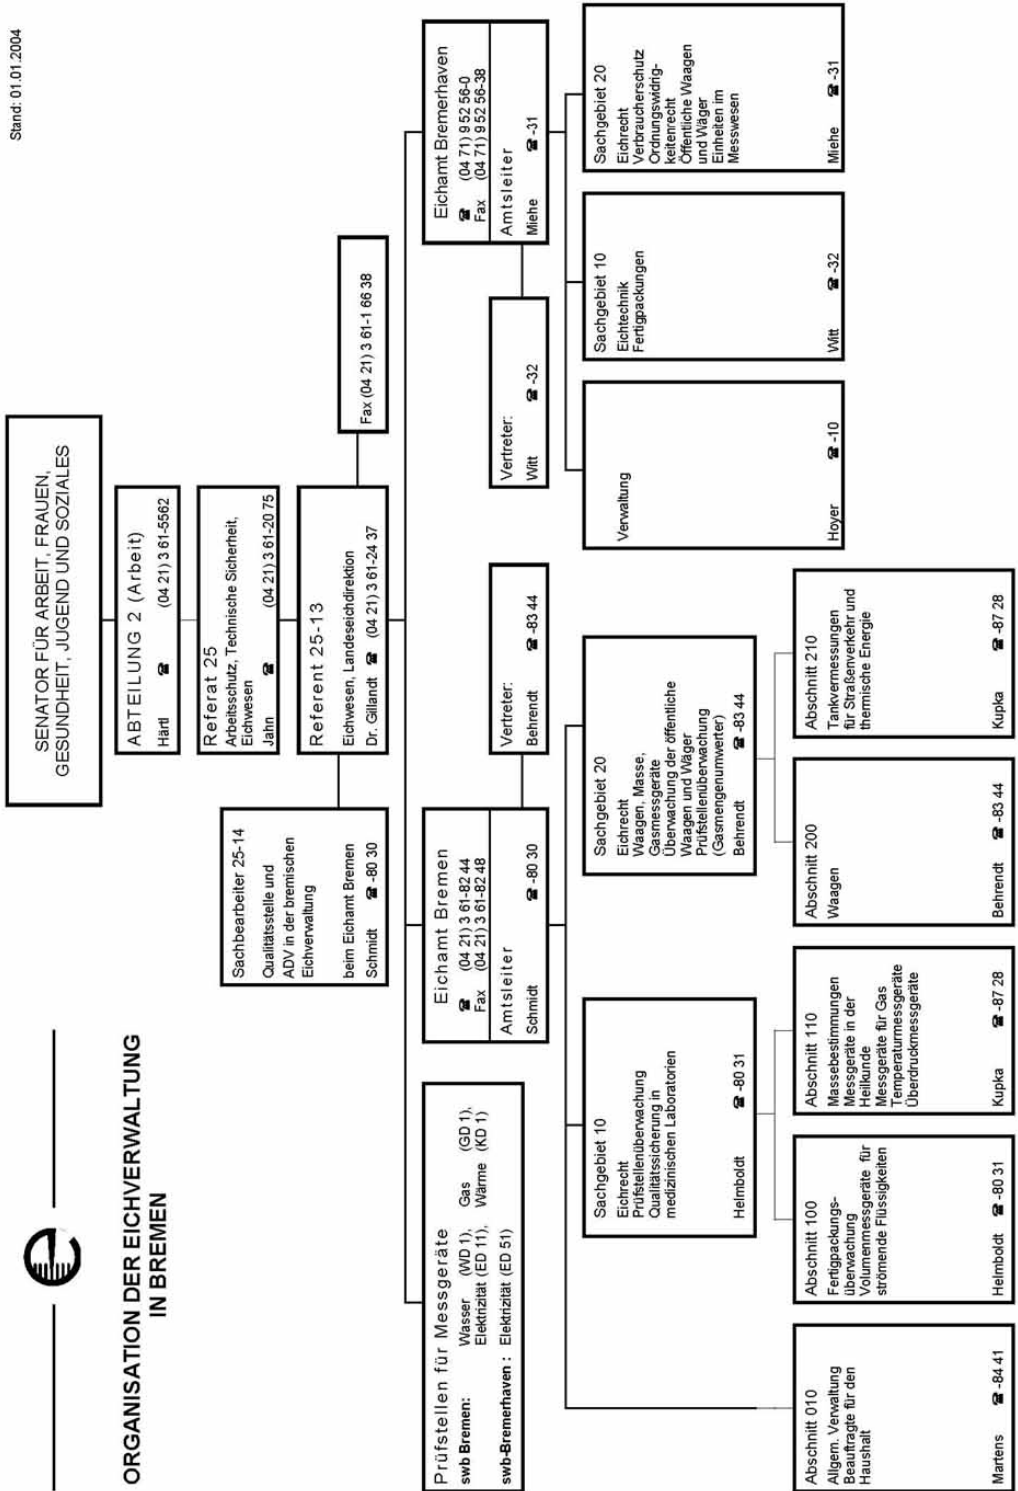 Stand: 01.01.2004
ORGANISATION DER EICHVERWALTUNG
IN BREMEN
SENATOR FÜR ARBEIT, FRAUEN,
GESUNDHEIT, JUGEND UND SOZIALES
ABTEILUNG 2 (Arbeit)
Härtl ☎ (04 21) 3 61-5562
Referat 25
Arbeitsschutz, Technische Sicherheit,
Eichwesen
Jahn ☎ (04 21) 3 61-20 75
Referent 25-13
Eichwesen, Landeseichdirektion
Dr. Gillandt ☎ (04 21) 3 61-24 37
Fax (04 21) 3 61-1 66 38
Sachbearbeiter 25-14
Qualitätsstelle und
ADV in der bremischen
Eichverwaltung
beim Eichamt Bremen
Schmidt ☎ -80 30
Prüfstellen für Messgeräte
swb Bremen: Wasser (WD 1), Gas (GD 1),
Elektrizität (ED 11), Wärme (KD 1)
swb-Bremerhaven : Elektrizität (ED 51)
Eichamt Bremen
☎ (04 21) 3 61-82 44
Fax (04 21) 3 61-82 48
Amtsleiter
Schmidt ☎ -80 30
Vertreter:
Behrendt ☎ -83 44
Eichamt Bremerhaven
☎ (04 71) 9 52 56-0
Fax (04 71) 9 52 56-38
Amtsleiter
Miehe ☎ -31
Vertreter:
Witt ☎ -32
Sachgebiet 10
Eichrecht
Prüfstellenüberwachung
Qualitätssicherung in
medizinischen Laboratorien
Helmboldt ☎ -80 31
Sachgebiet 20
Eichrecht
Waagen, Masse,
Gasmessgeräte
Überwachung der öffentliche
Waagen und Wäger
Prüfstellenüberwachung
(Gasmengenumwerter)
Behrendt ☎ -83 44
Verwaltung
Hoyer ☎ -10
Sachgebiet 10
Eichtechnik
Fertigpackungen
Witt ☎ -32
Sachgebiet 20
Eichrecht
Verbraucherschutz
Ordnungswidrig-
keitenrecht
Öffentliche Waagen
und Wäger
Einheiten im
Messwesen
Miehe ☎ -31
Abschnitt 010
Allgem. Verwaltung
Beauftragte für den
Haushalt
Martens ☎ -84 41
Abschnitt 100
Fertigpackungs-
überwachung
Volumenmessgeräte für
strömende Flüssigkeiten
Helmboldt ☎ -80 31
Abschnitt 110
Massebestimmungen
Messgeräte in der
Heilkunde
Messgeräte für Gas
Temperaturmessgeräte
Überdruckmessgeräte
Kupka ☎ -87 28
Abschnitt 200
Waagen
Behrendt ☎ -83 44
Abschnitt 210
Tankvermessungen
für Straßenverkehr und
thermische Energie
Kupka ☎ -87 28